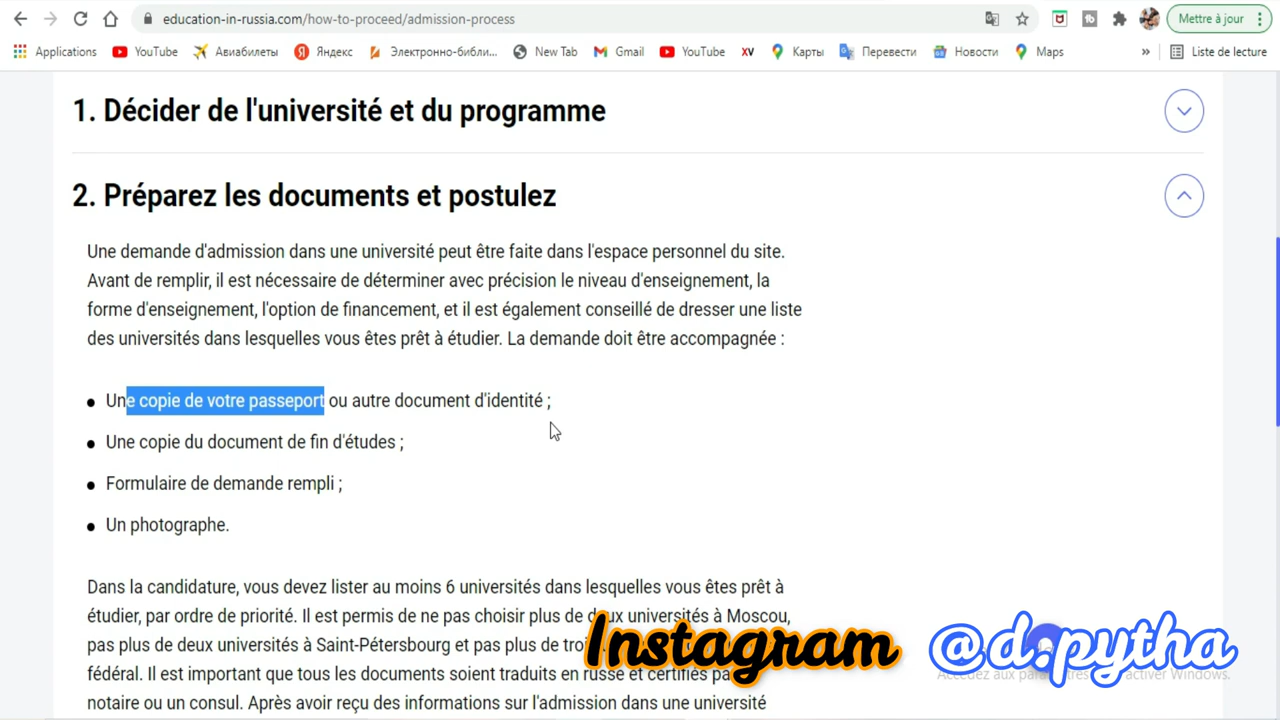 education-in-russia.com/how-to-proceed/admission-process
Mettre à jour
Applications YouTube Авиабилеты Яндекс Электронно-библи... New Tab Gmail YouTube XV Карты Перевести Новости Maps » Liste de lecture
1. Décider de l'université et du programme
2. Préparez les documents et postulez
Une demande d'admission dans une université peut être faite dans l'espace personnel du site.
Avant de remplir, il est nécessaire de déterminer avec précision le niveau d'enseignement, la
forme d'enseignement, l'option de financement, et il est également conseillé de dresser une liste
des universités dans lesquelles vous êtes prêt à étudier. La demande doit être accompagnée :
• Une copie de votre passeport ou autre document d'identité ;
• Une copie du document de fin d'études ;
• Formulaire de demande rempli ;
• Un photographe.
Dans la candidature, vous devez lister au moins 6 universités dans lesquelles vous êtes prêt à
étudier, par ordre de priorité. Il est permis de ne pas choisir plus de deux universités à Moscou,
pas plus de deux universités à Saint-Pétersbourg et pas plus de
fédéral. Il est important que tous les documents soient traduits en russe et certifiés
notaire ou un consul. Après avoir reçu des informations sur l'admission dans une université
Instagram @d.pytha
activer Windows.